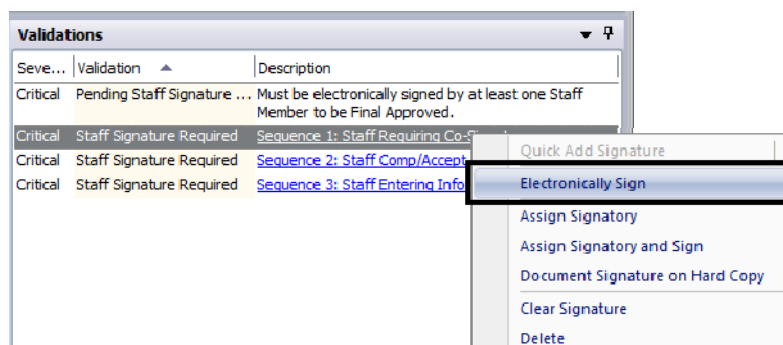 Validations
Seve... Validation Description
Critical Pending Staff Signature ... Must be electronically signed by at least one Staff
Member to be Final Approved.
Critical Staff Signature Required Sequence 1: Staff Requiring
Critical Staff Signature Required Sequence 2: Staff Comp/Accept
Critical Staff Signature Required Sequence 3: Staff Entering Info
Quick Add Signature
Electronically Sign
Assign Signatory
Assign Signatory and Sign
Document Signature on Hard Copy
Clear Signature
Delete